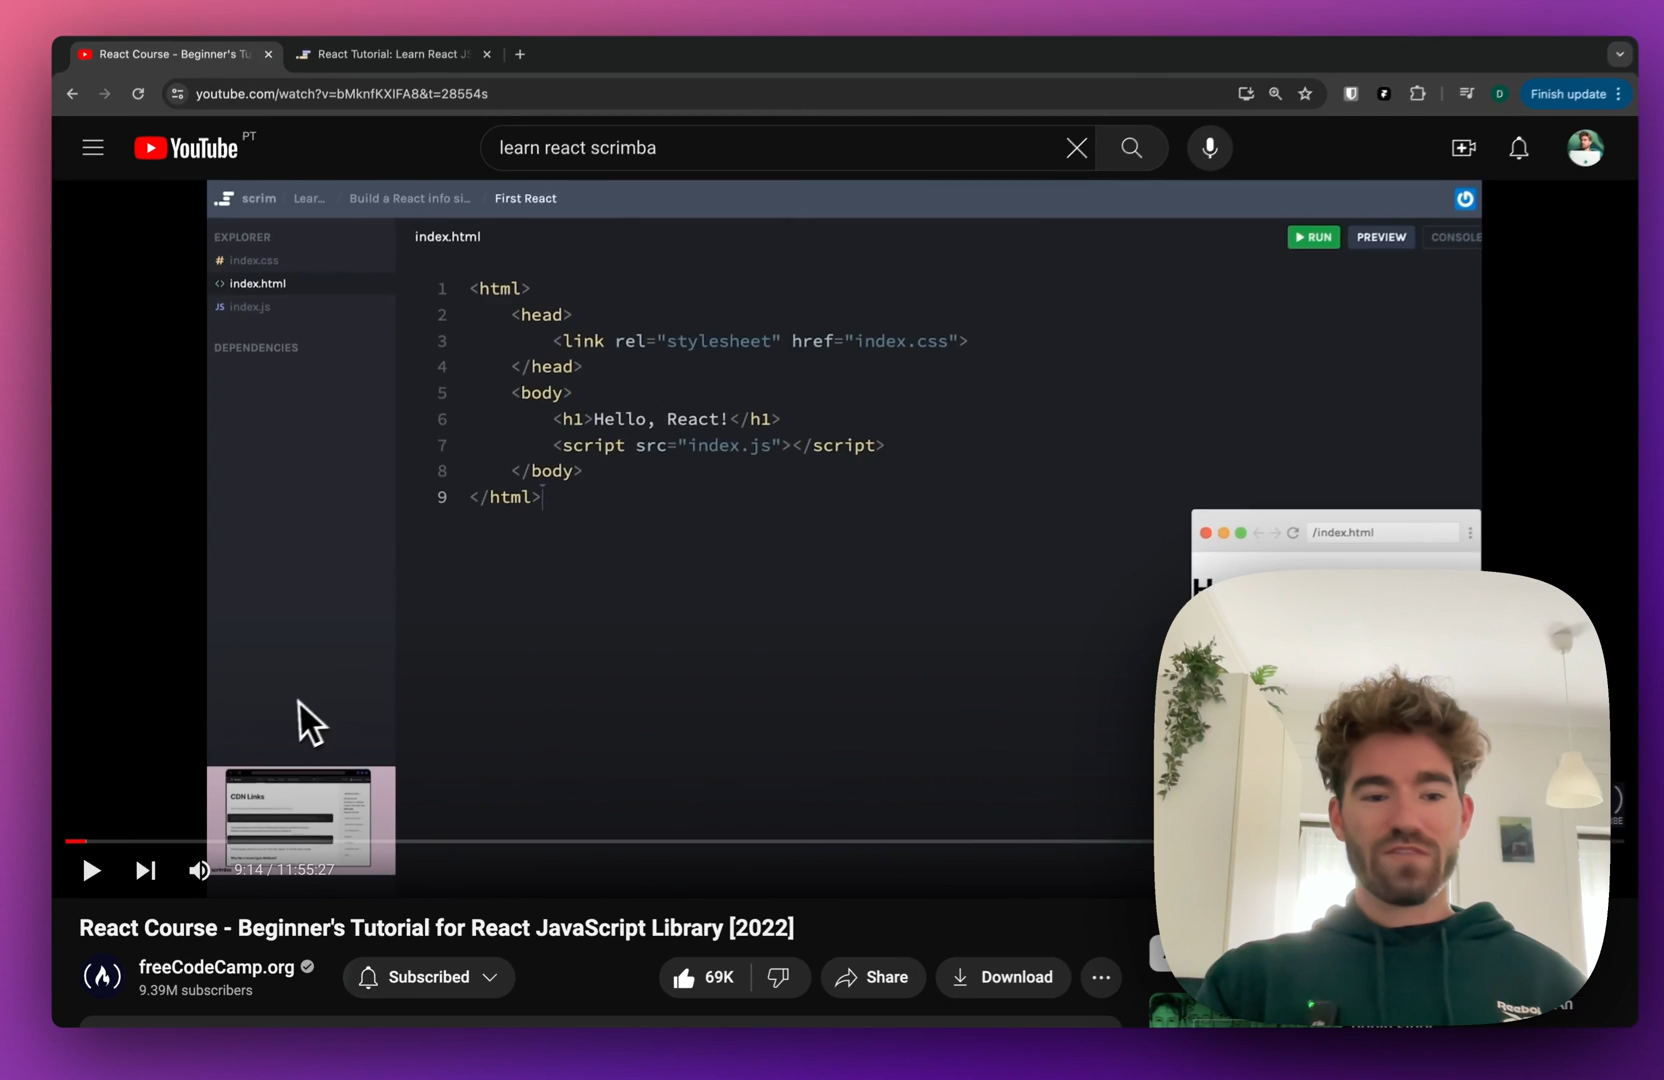 React Course - Beginner's Tu
React Tutorial: Learn React JS
youtube.com/watch?v=bMknfKXIFA8&t=28554s
D
Finish update
YouTube
PT
learn react scrimba
scrim
Lear...
Build a React info si...
First React
EXPLORER
index.css
index.html
JS index.js
DEPENDENCIES
index.html
RUN
PREVIEW
CONSOLE
1 <html>
2 <head>
3 <link rel="stylesheet" href="index.css">
4 </head>
5 <body>
6 <h1>Hello, React!</h1>
7 <script src="index.js"></script>
8 </body>
9 </html>
/index.html
CDN Links
9:14 / 11:55:27
React Course - Beginner's Tutorial for React JavaScript Library [2022]
freeCodeCamp.org
9.39M subscribers
Subscribed
69K
Share
Download
Reebok